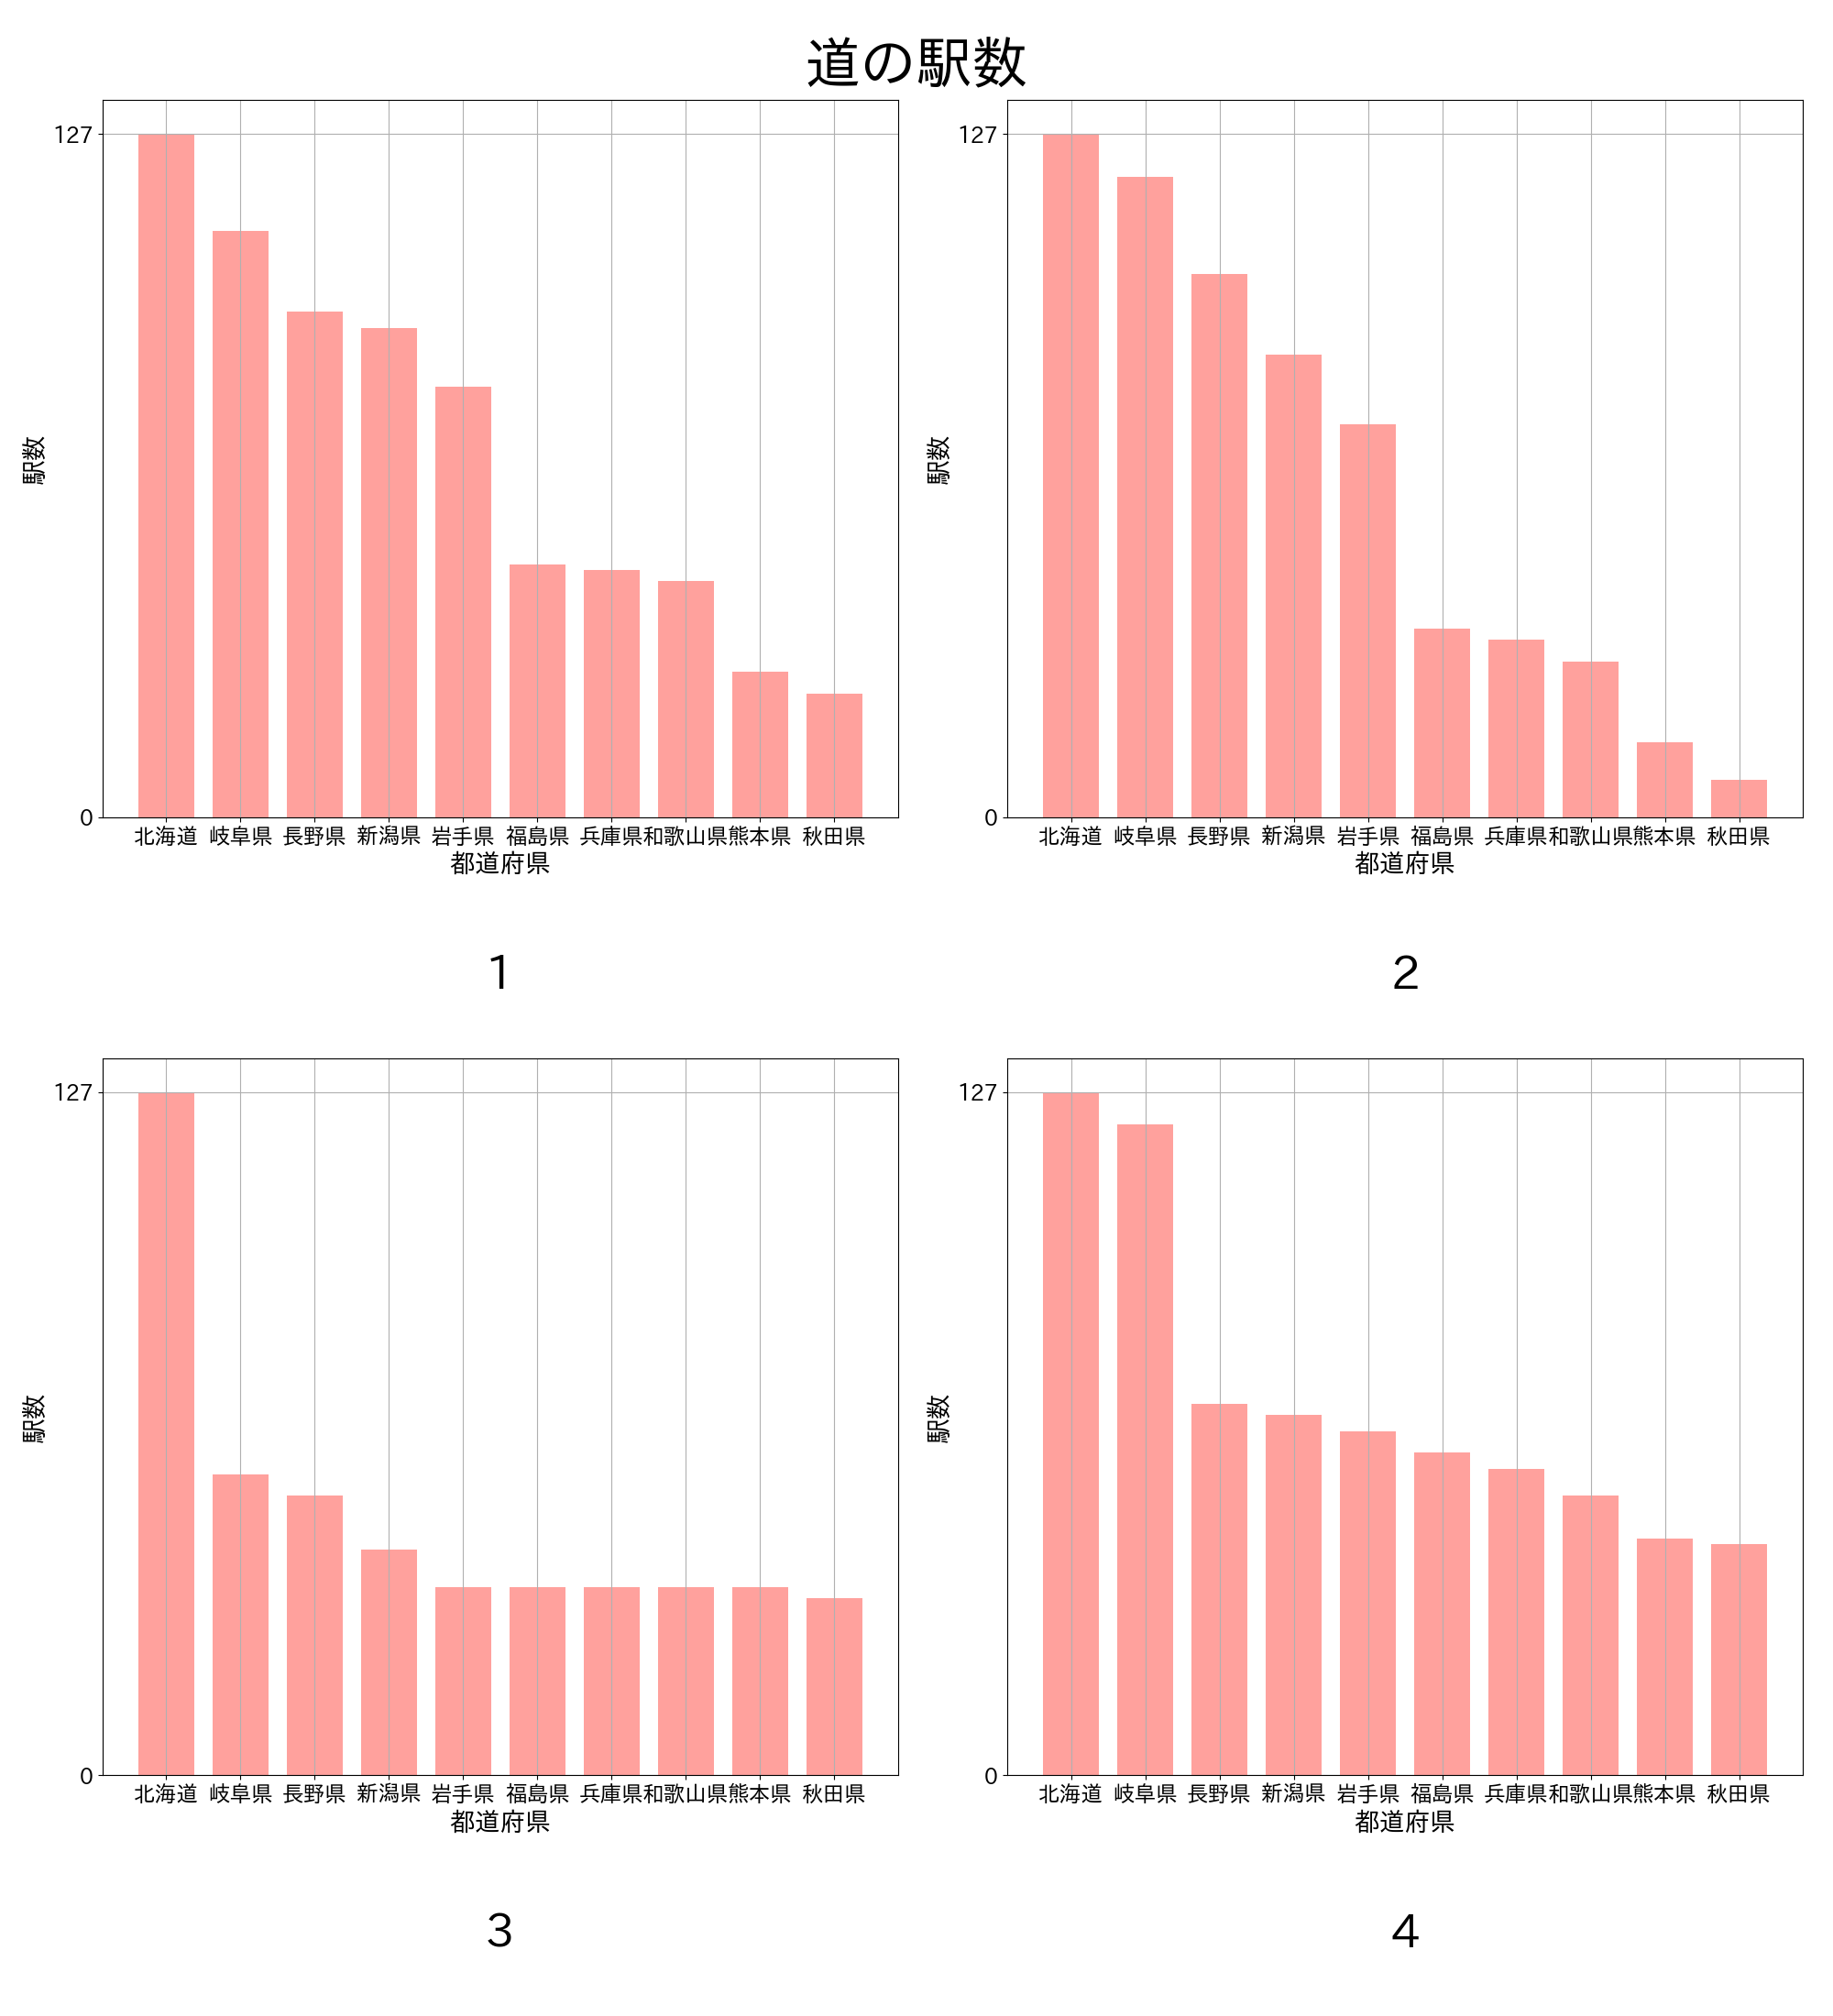 道の駅数
127
駅数
0
北海道 岐阜県 長野県 新潟県 岩手県 福島県 兵庫県 和歌山県 熊本県 秋田県
都道府県
1
127
駅数
0
北海道 岐阜県 長野県 新潟県 岩手県 福島県 兵庫県 和歌山県 熊本県 秋田県
都道府県
2
127
駅数
0
北海道 岐阜県 長野県 新潟県 岩手県 福島県 兵庫県 和歌山県 熊本県 秋田県
都道府県
3
127
駅数
0
北海道 岐阜県 長野県 新潟県 岩手県 福島県 兵庫県 和歌山県 熊本県 秋田県
都道府県
4